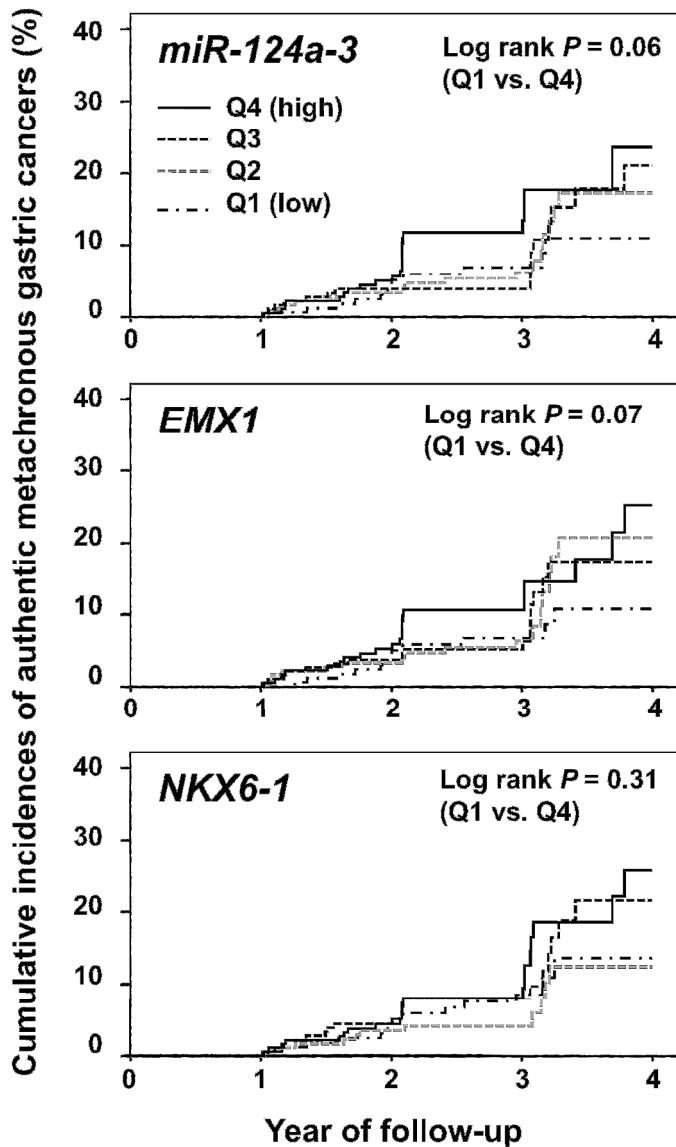 Cumulative incidences of authentic metachronous gastric cancers (%)
miR-124a-3
Log rank P = 0.06
(Q1 vs. Q4)
Q4 (high)
Q3
Q2
Q1 (low)
40
30
20
10
0
0 1 2 3 4
EMX1
Log rank P = 0.07
(Q1 vs. Q4)
40
30
20
10
0
0 1 2 3 4
NKX6-1
Log rank P = 0.31
(Q1 vs. Q4)
40
30
20
10
0
0 1 2 3 4
Year of follow-up